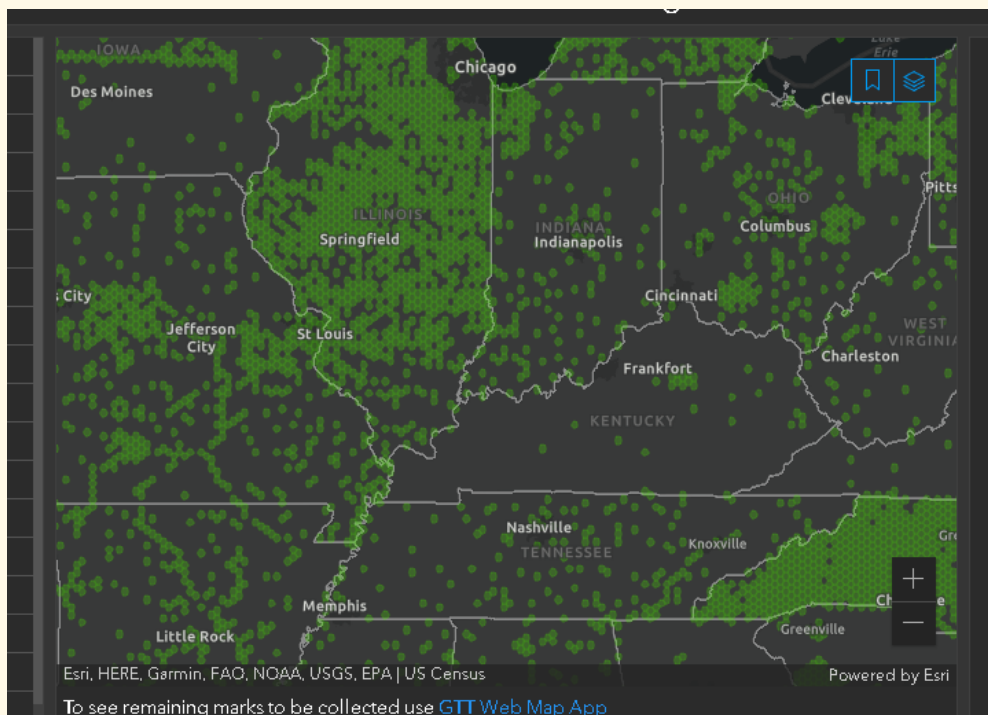 IOWA
Lake
Erie
Chicago
Des Moines
Cleveland
Pitts
ILLINOIS
OHIO
Springfield
INDIANA
Indianapolis
Columbus
s City
Cincinnati
Jefferson
City
St Louis
WEST
VIRGINIA
Charleston
Frankfort
KENTUCKY
Nashville
TENNESSEE
Knoxville
Gre
Memphis
Greenville
Little Rock
Esri, HERE, Garmin, FAO, NOAA, USGS, EPA | US Census
Powered by Esri
To see remaining marks to be collected use GTT Web Map App